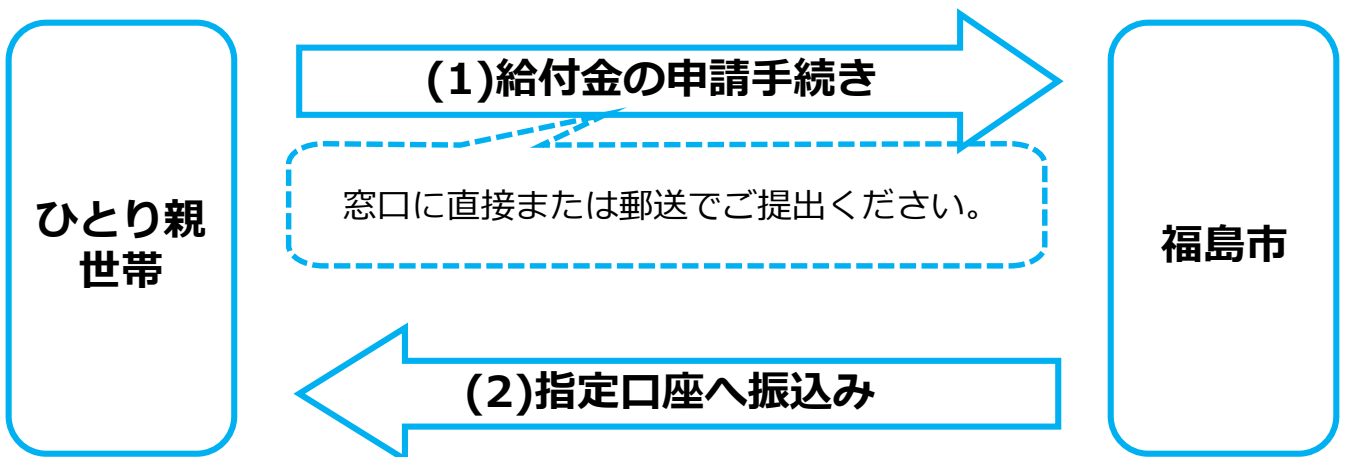 (1)給付金の申請手続き
窓口に直接または郵送でご提出ください。
ひとり親
世帯
福島市
(2)指定口座へ振込み